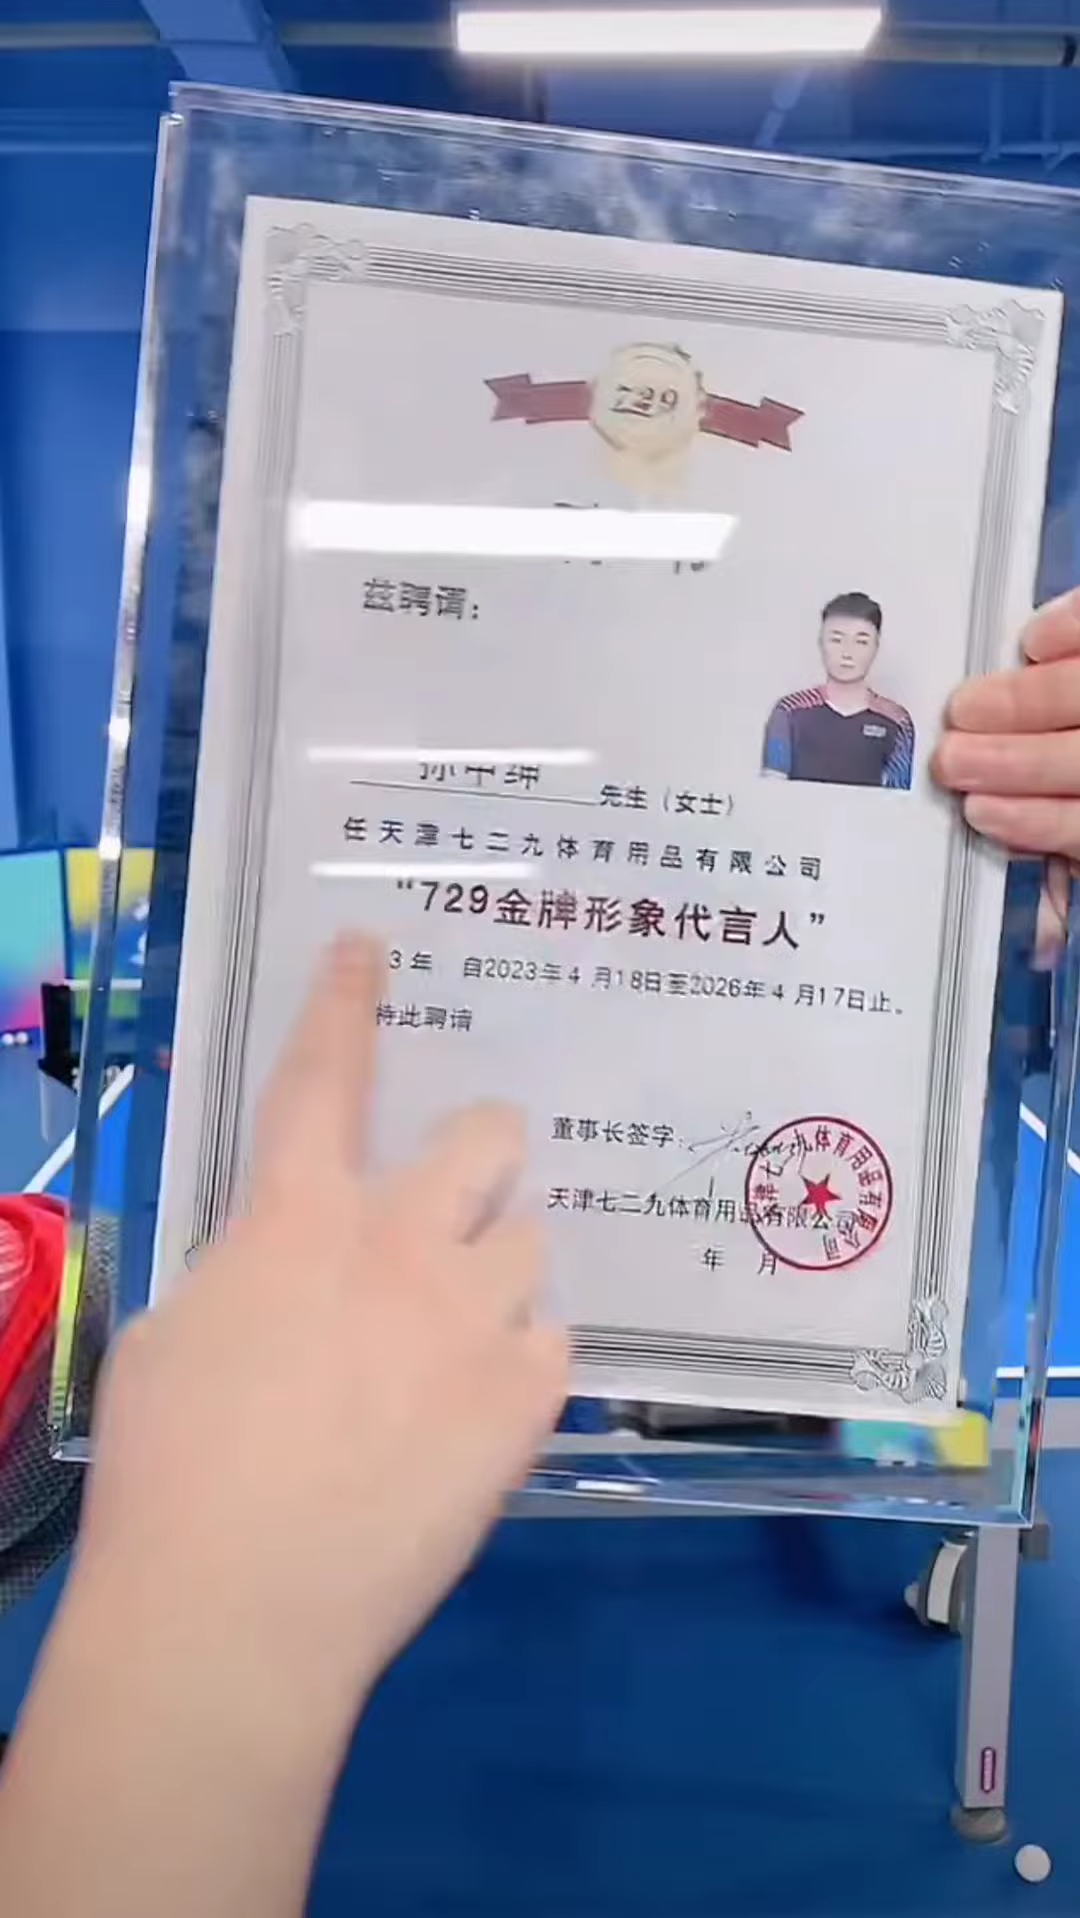 729
兹聘请：
先生（女士）
任天津七二九体育用品有限公司
“729金牌形象代言人”
3年 自2023年4月18日至2026年4月17日止。
特此聘请
董事长签字：
天津七二九体育用品有限公司
年 月